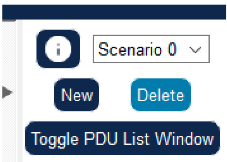 i Scenario 0
New Delete
Toggle PDU List Window